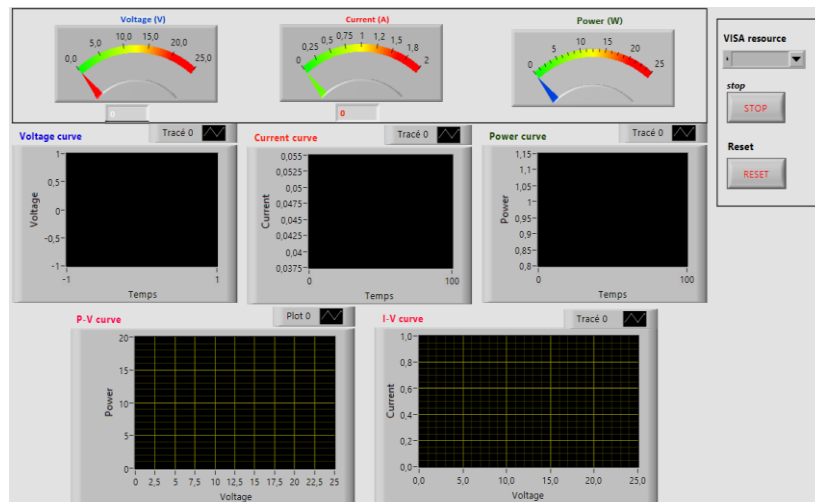 Voltage (V)
0,0 5,0 10,0 15,0 20,0 25,0
0
Current (A)
0 0,25 0,5 0,75 1 1,2 1,5 1,8 2
0
Power (W)
0 5 10 15 20 25
VISA resource
stop
STOP
Reset
RESET
Voltage curve
Tracé 0
1
0,5
0
-0,5
-1
Voltage
-1 1
Temps
Current curve
Tracé 0
0,055
0,0525
0,05
0,0475
0,045
0,0425
0,04
0,0375
Current
0 100
Temps
Power curve
Tracé 0
1,15
1,1
1,05
1
0,95
0,9
0,85
0,8
Power
0 100
Temps
P-V curve
Plot 0
20
15
10
5
0
Power
0 2,5 5 7,5 10 12,5 15 17,5 20 22,5 25
Voltage
I-V curve
Tracé 0
1,0
0,8
0,6
0,4
0,2
0,0
Current
0,0 5,0 10,0 15,0 20,0 25,0
Voltage